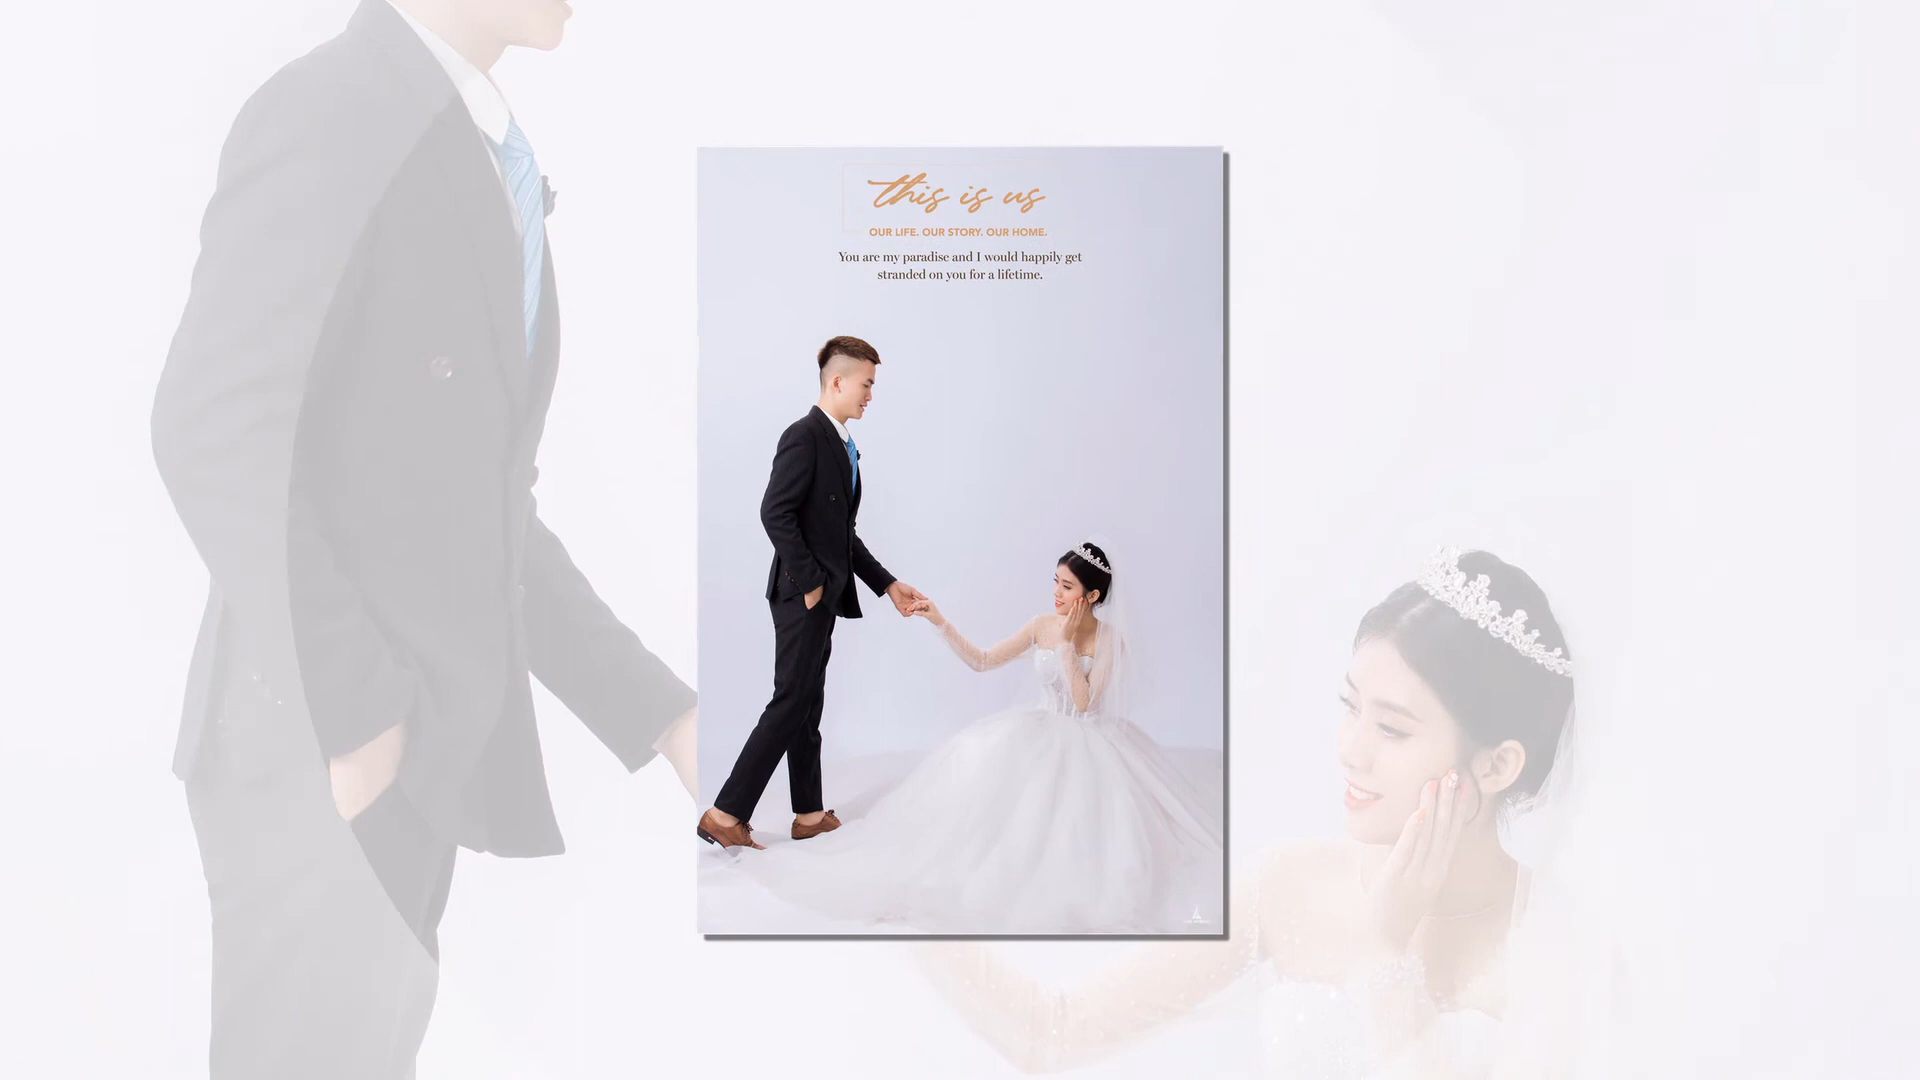 this is us
OUR LIFE. OUR STORY. OUR HOME.
You are my paradise and I would happily get
stranded on you for a lifetime.